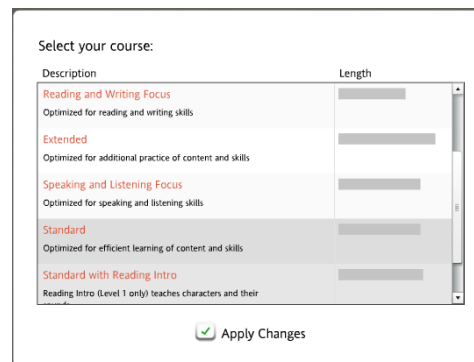 Select your course:
Description Length
Reading and Writing Focus
Optimized for reading and writing skills
Extended
Optimized for additional practice of content and skills
Speaking and Listening Focus
Optimized for speaking and listening skills
Standard
Optimized for efficient learning of content and skills
Standard with Reading Intro
Reading Intro (Level 1 only) teaches characters and their
Apply Changes